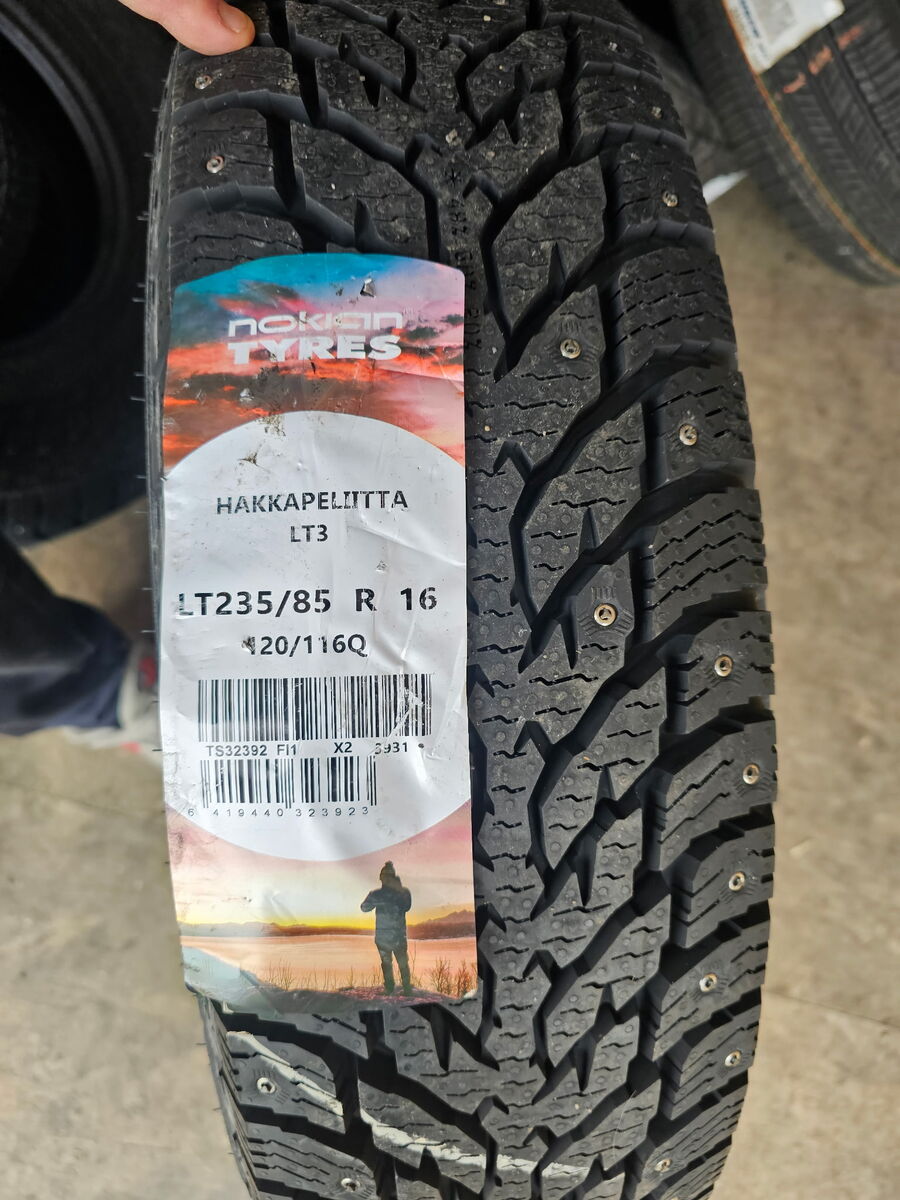 nokian
TYRES
HAKKAPELIITTA
LT3
LT235/85 R 16
120/116Q
TS32392 FI1 X2
6 419440 323923